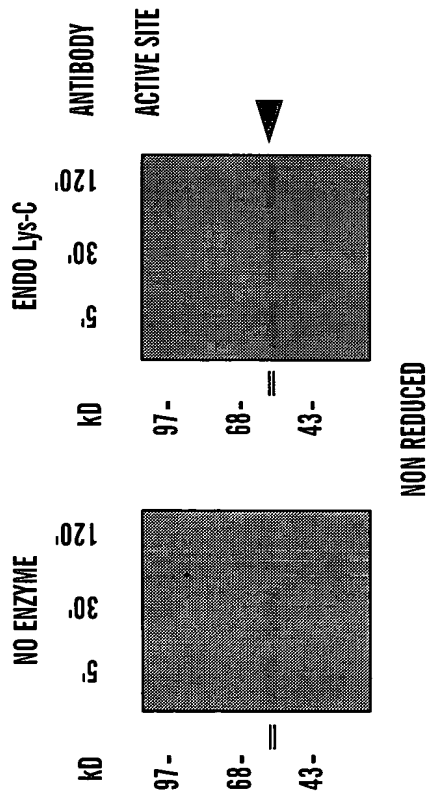 NO ENZYME ENDO Lys-C
kD 5' 30' 120' kD 5' 30' 120' ANTIBODY
97- 97- ACTIVE SITE
68- 68-
43- 43-
NON REDUCED